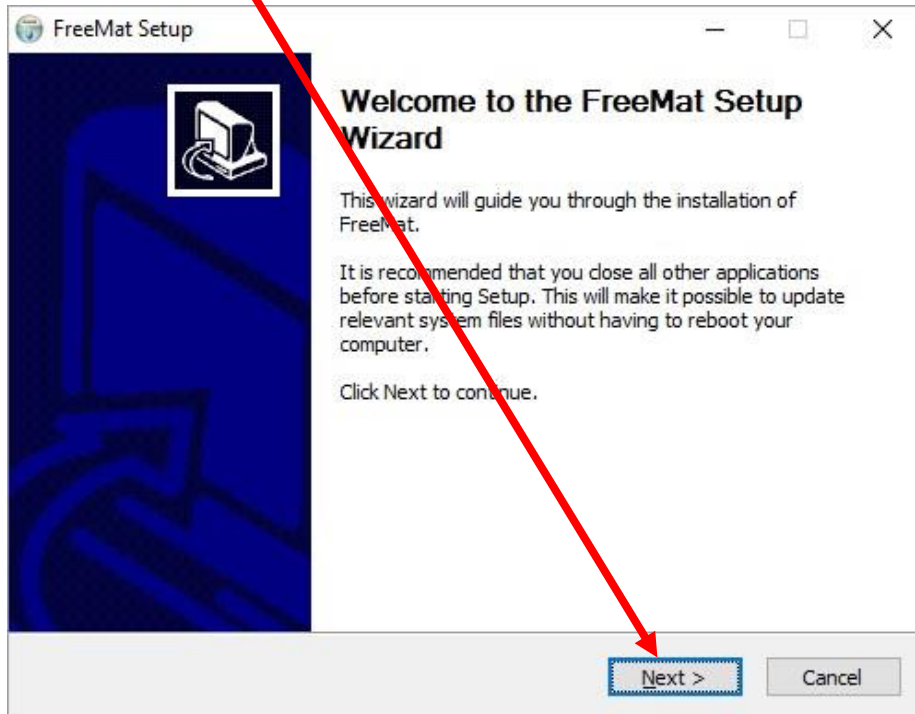 FreeMat Setup
Welcome to the FreeMat Setup
Wizard
This wizard will guide you through the installation of
FreeMat.
It is recommended that you close all other applications
before starting Setup. This will make it possible to update
relevant system files without having to reboot your
computer.
Click Next to continue.
Next >
Cancel